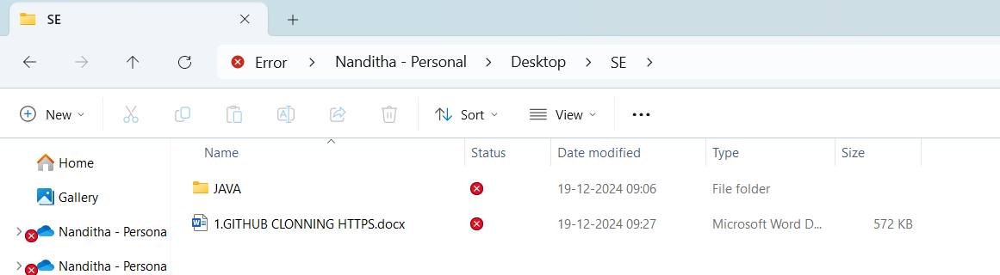 SE
Error > Nanditha - Personal > Desktop > SE >
New Sort View
Name Status Date modified Type Size
Home
Gallery
Nanditha - Persona
Nanditha - Persona
JAVA 19-12-2024 09:06 File folder
1.GITHUB CLONNING HTTPS.docx 19-12-2024 09:27 Microsoft Word D... 572 KB